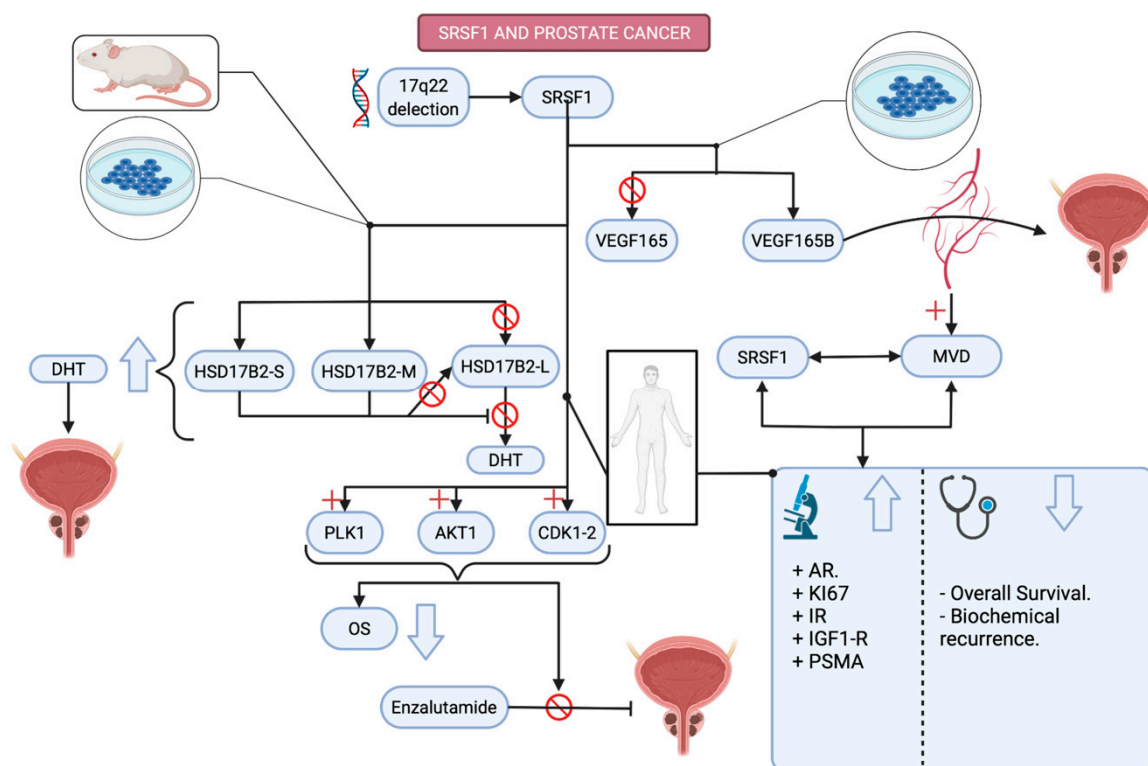 SRSF1 AND PROSTATE CANCER
17q22
delection
SRSF1
VEGF165
VEGF165B
DHT
HSD17B2-S
HSD17B2-M
HSD17B2-L
SRSF1
MVD
DHT
PLK1
AKT1
CDK1-2
OS
Enzalutamide
+ AR.
+ KI67
+ IR
+ IGF1-R
+ PSMA
- Overall Survival.
- Biochemical
recurrence.